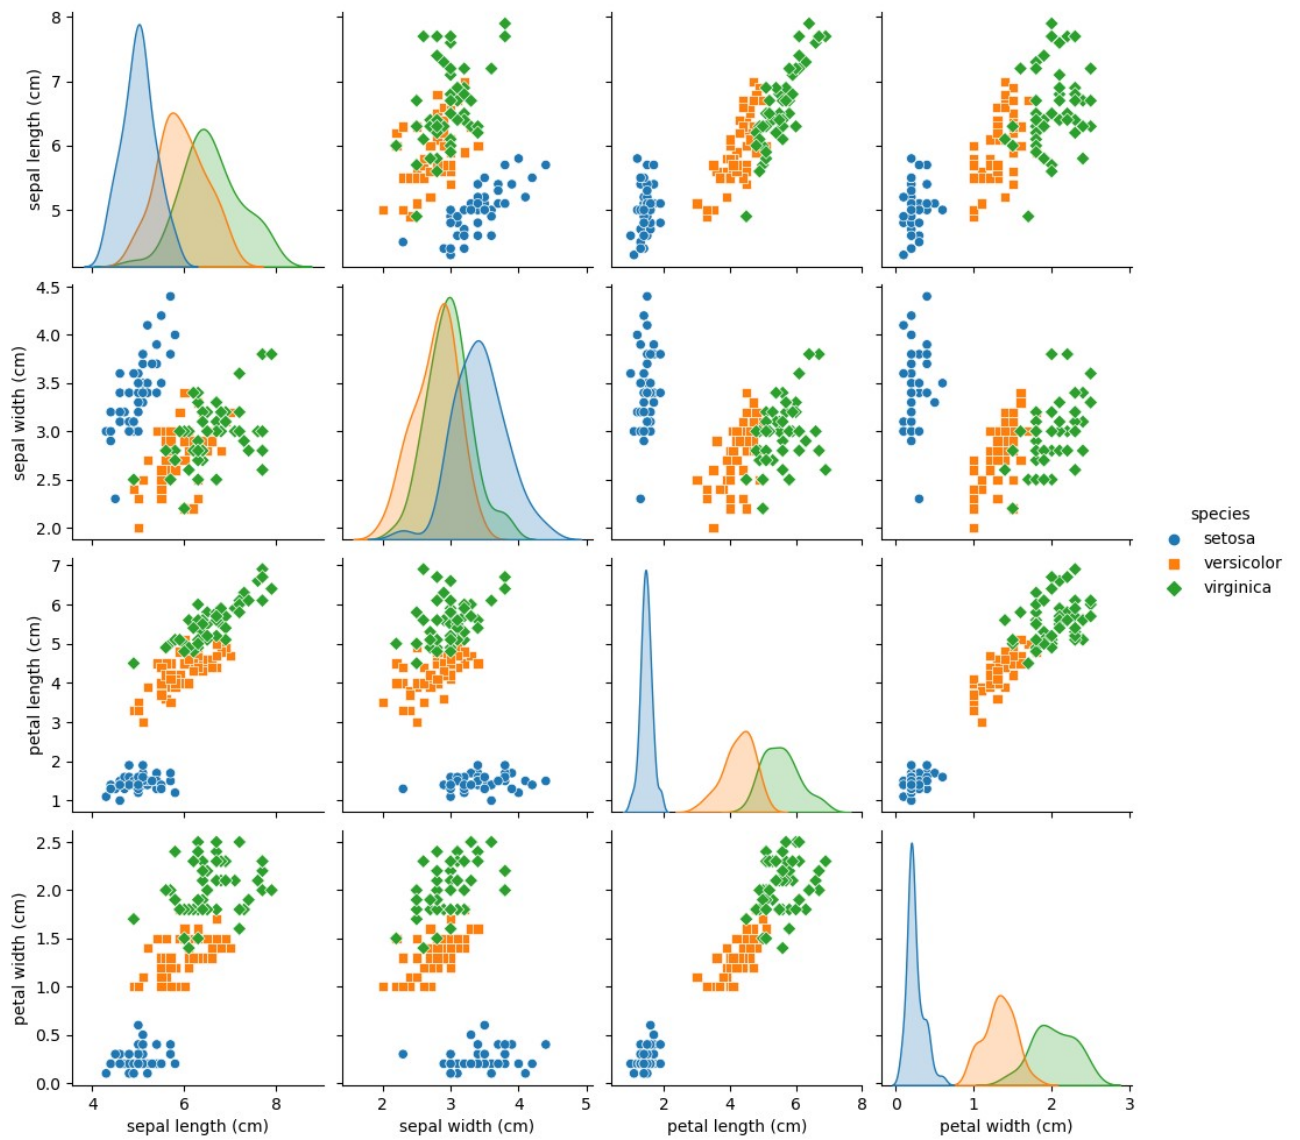 8
7
6
5
sepal length (cm)
4.5
4.0
3.5
3.0
2.5
2.0
sepal width (cm)
species
setosa
versicolor
virginica
7
6
5
4
3
2
1
petal length (cm)
2.5
2.0
1.5
1.0
0.5
0.0
petal width (cm)
4 6 8 2 3 4 5 2 4 6 8 0 1 2 3
sepal length (cm) sepal width (cm) petal length (cm) petal width (cm)